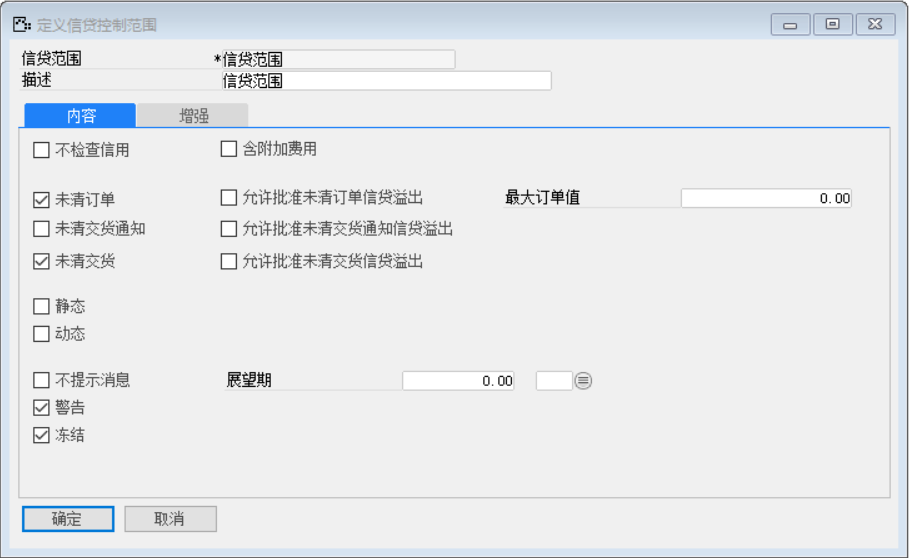 定义信贷控制范围
信贷范围 *信贷范围
描述 信贷范围
内容 增强
不检查信用 含附加费用
未清订单 允许批准未清订单信贷溢出 最大订单值 0.00
未清交货通知 允许批准未清交货通知信贷溢出
未清交货 允许批准未清交货信贷溢出
静态
动态
不提示消息 展望期 0.00
警告
冻结
确定 取消